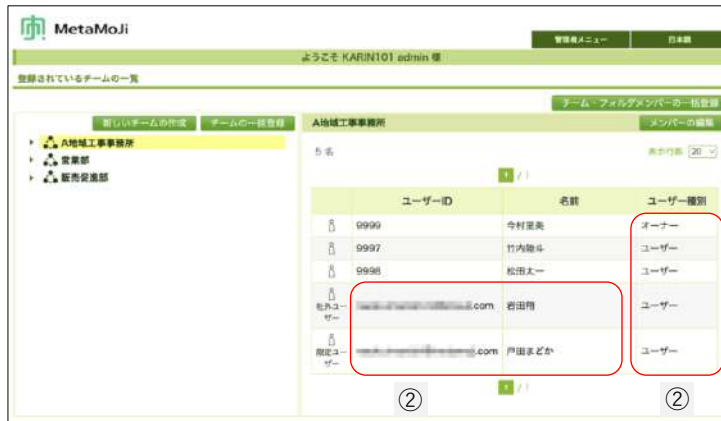 MetaMoJi
管理者メニュー 日本語
ようこそ KARIN101 admin 様
登録されているチームの一覧
チーム・フォルダメンバーの一括登録
新しいチームの作成 チームの一括登録 A地域工事事務所 メンバーの編集
A地域工事事務所
営業部
販売促進部
5 名 表示行数 20
1 / 1
ユーザーID 名前 ユーザー種別
9999 今村里美 オーナー
9997 竹内陸斗 ユーザー
9998 松田太一 ユーザー
社外ユーザー .com 岩田翔 ユーザー
限定ユーザー .com 戸田まどか ユーザー
1 / 1
② ②